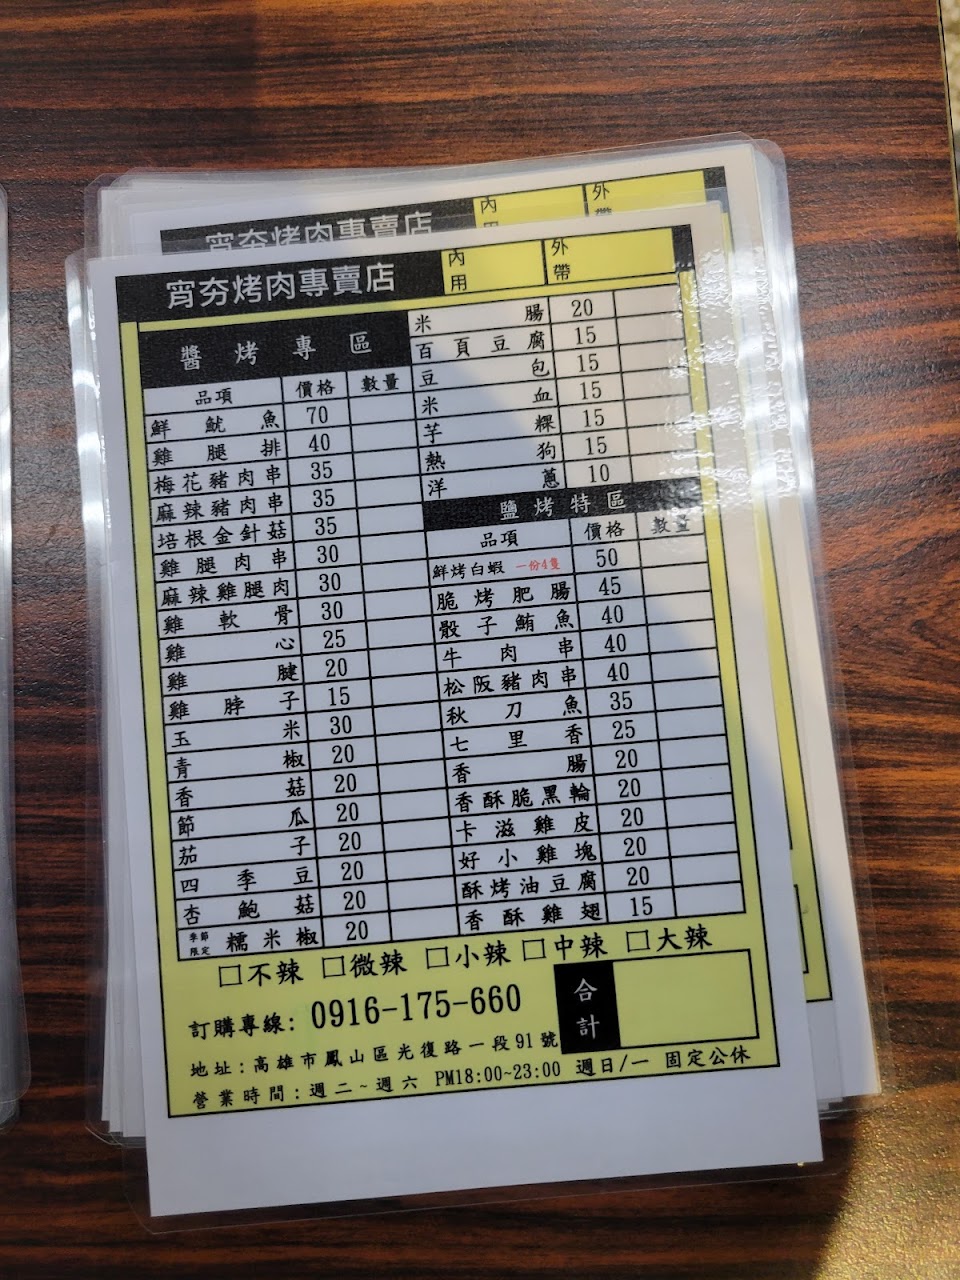 宵夯烤肉專賣店
內
外
宵夯烤肉專賣店
內用
外帶
醬烤專區
品項 價格 數量
鮮魷魚 70
雞腿排 40
梅花豬肉串 35
麻辣豬肉串 35
培根金針菇 35
雞腿肉串 30
麻辣雞腿肉 30
雞軟骨 30
雞心 25
雞腱 20
雞脖子 15
玉米 30
青椒 20
香菇 20
節瓜 20
茄子 20
四季豆 20
杏鮑菇 20
季節限定 糯米椒 20
米腸 20
百頁豆腐 15
豆包 15
米血 15
芋粿 15
熱狗 15
洋蔥 10
鹽烤特區
品項 價格 數量
鮮烤白蝦 一份4隻 50
脆烤肥腸 45
骰子鮪魚 40
牛肉串 40
松阪豬肉串 40
秋刀魚 35
七里香 25
香腸 20
香酥脆黑輪 20
卡滋雞皮 20
好小雞塊 20
酥烤油豆腐 20
香酥雞翅 15
□不辣 □微辣 □小辣 □中辣 □大辣
訂購專線: 0916-175-660
合計
地址:高雄市鳳山區光復路一段91號
營業時間:週二~週六 PM18:00~23:00 週日/一 固定公休